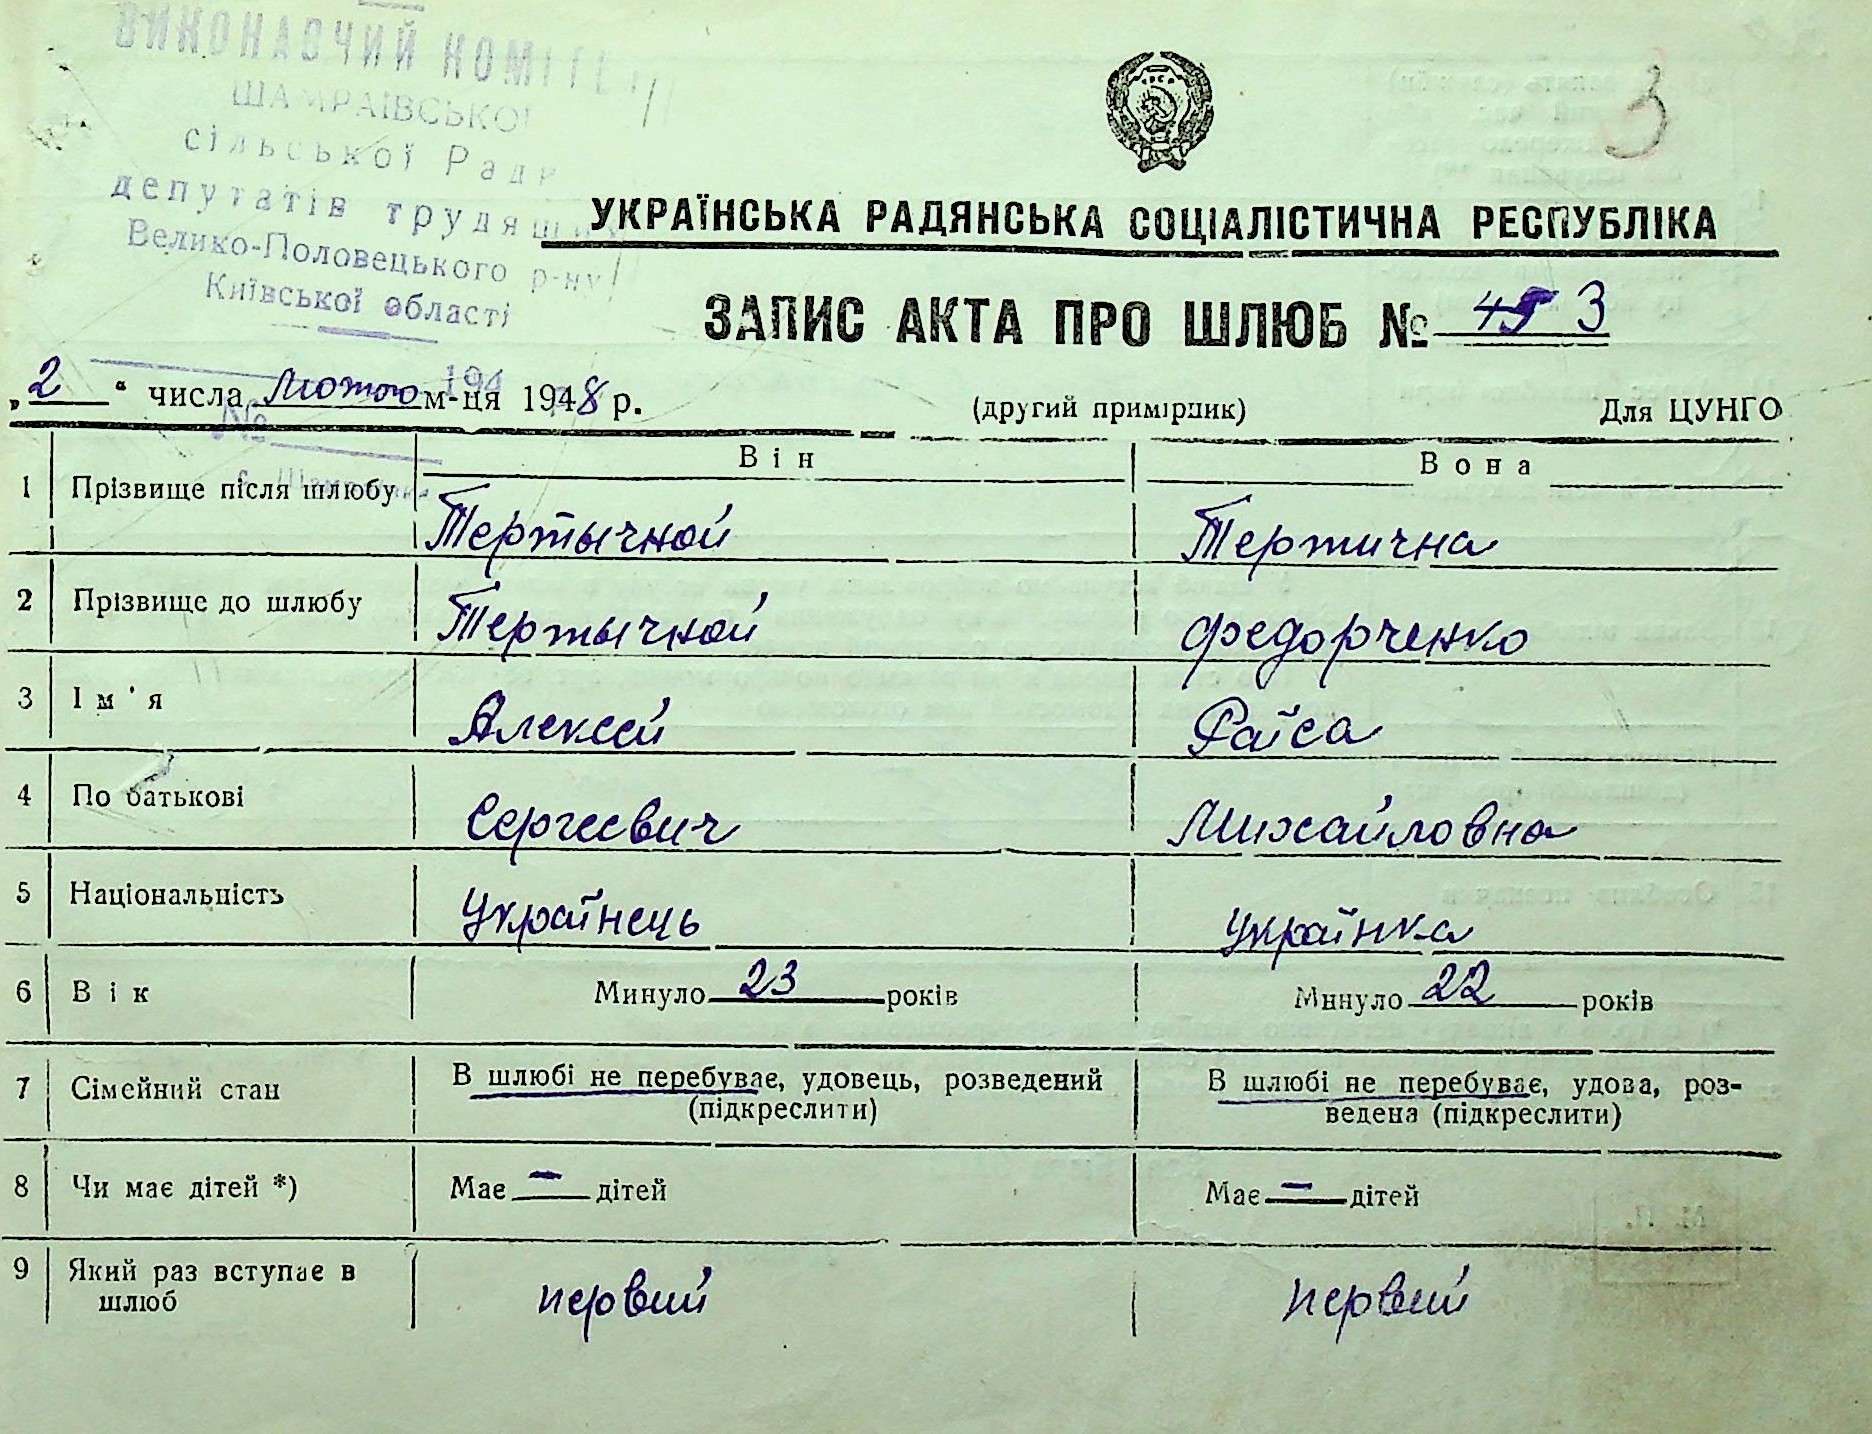 ВИКОНАВЧИЙ КОМІТЕТ
ШАМРАЇВСЬКОЇ
сільської Ради
депутатів трудящих
Велико-Половецького р-ну
Київської області
194
№
3
УКРАЇНСЬКА РАДЯНСЬКА СОЦІАЛІСТИЧНА РЕСПУБЛІКА
ЗАПИС АКТА ПРО ШЛЮБ № 3
„2“ числа лютого м-ця 1948 р. (другий примірник) Для ЦУНГО
Він Вона
1 Прізвище після шлюбу Тертычной Тертична
2 Прізвище до шлюбу Тертычной Федорченко
3 Ім'я Алексей Раїса
4 По батькові Сергеевич Михайловна
5 Національність Українець Українка
6 Вік Минуло 23 років Минуло 22 років
7 Сімейний стан В шлюбі не перебуває, удовець, розведений (підкреслити) В шлюбі не перебуває, удова, роз-
ведена (підкреслити)
8 Чи має дітей *) Має — дітей Має — дітей
9 Який раз вступає в шлюб первий первий